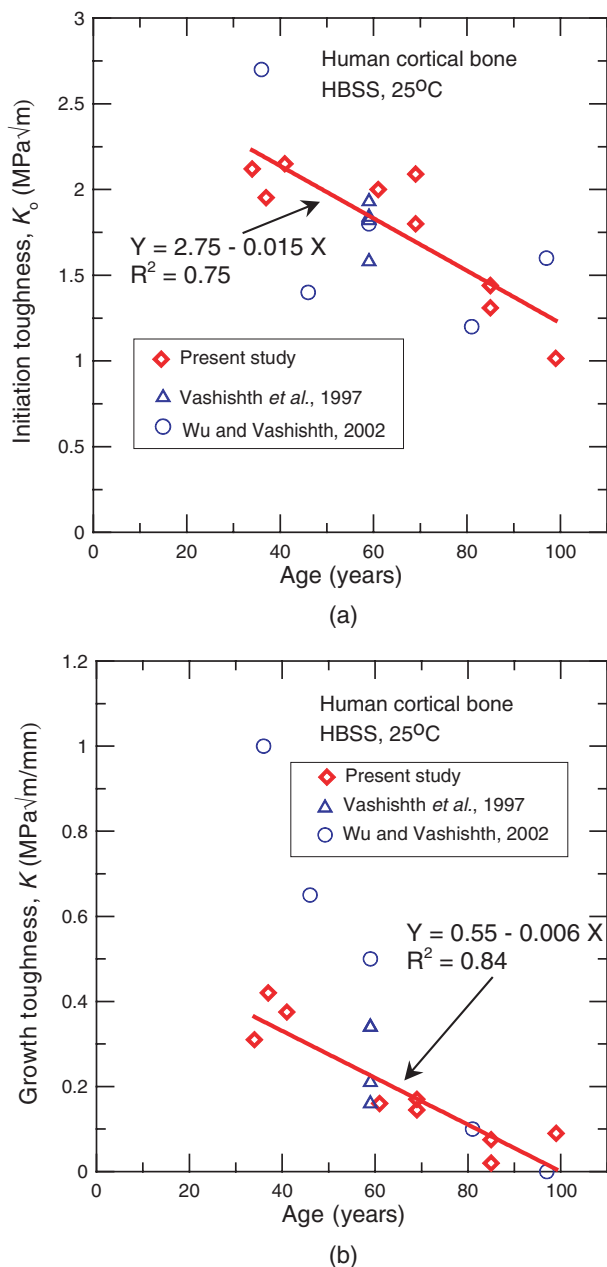 3
2.5
2
1.5
1
0.5
0
Initiation toughness, Kₒ (MPa√m)
Human cortical bone
HBSS, 25ºC
Y = 2.75 - 0.015 X
R² = 0.75
Present study
Vashishth et al., 1997
Wu and Vashishth, 2002
0 20 40 60 80 100
Age (years)
(a)
1.2
1
0.8
0.6
0.4
0.2
0
Growth toughness, K (MPa√m/mm)
Human cortical bone
HBSS, 25ºC
Present study
Vashishth et al., 1997
Wu and Vashishth, 2002
Y = 0.55 - 0.006 X
R² = 0.84
0 20 40 60 80 100
Age (years)
(b)